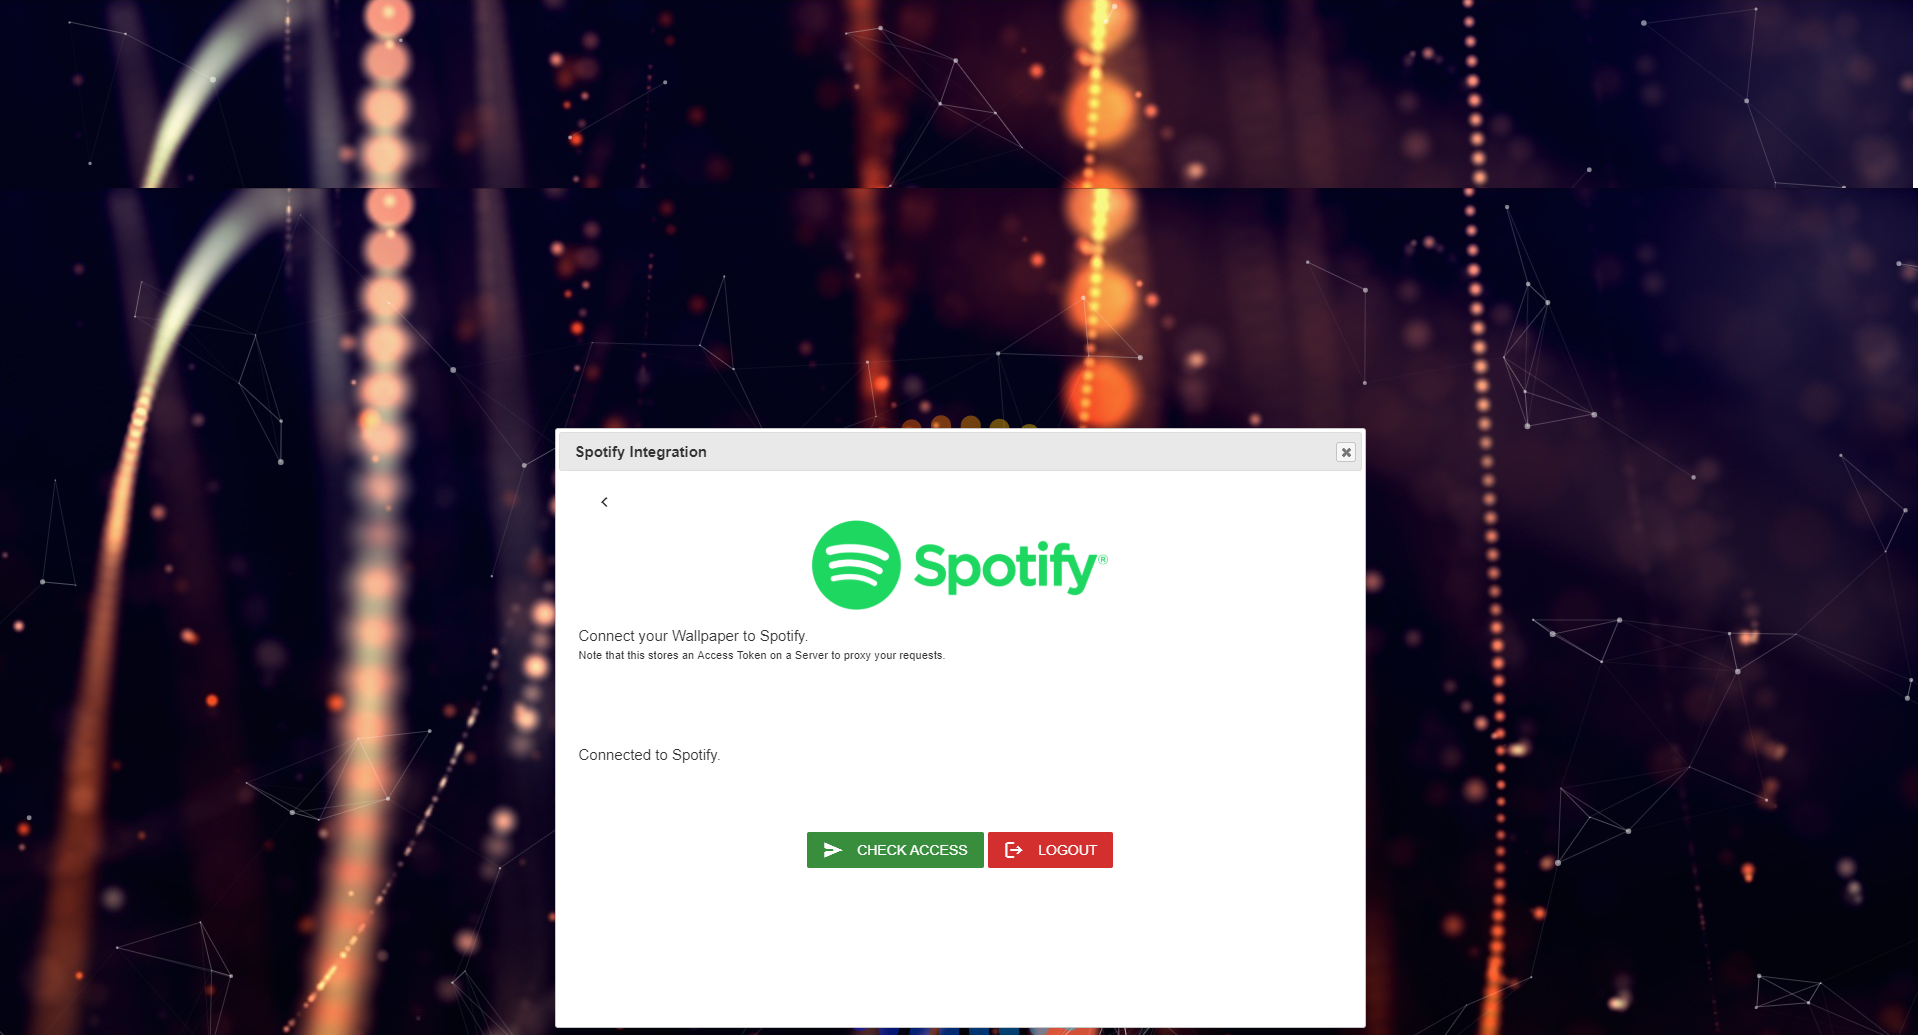 Spotify Integration
Spotify®
Connect your Wallpaper to Spotify.
Note that this stores an Access Token on a Server to proxy your requests.
Connected to Spotify.
CHECK ACCESS
LOGOUT